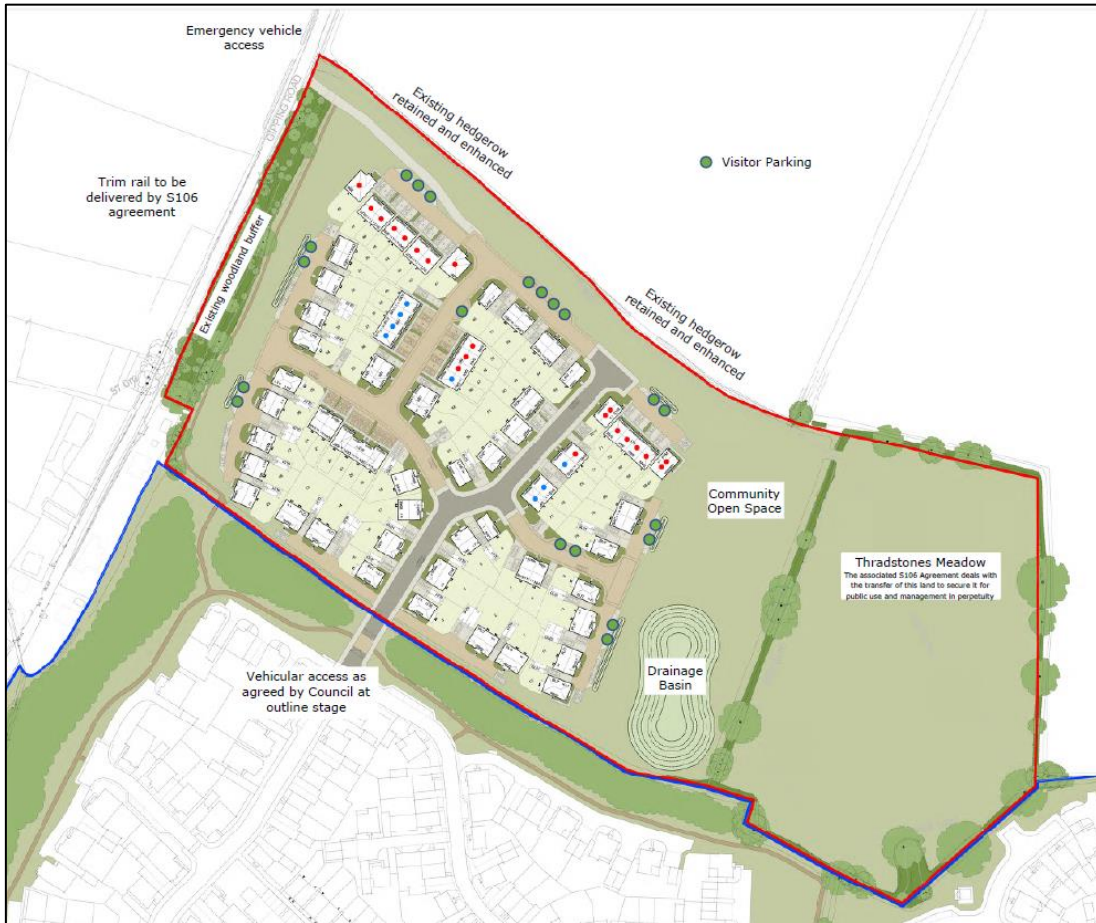 Emergency vehicle
access
GIPPING ROAD
Existing hedgerow
retained and enhanced
Visitor Parking
Trim rail to be
delivered by S106
agreement
Existing woodland buffer
Existing hedgerow
retained and enhanced
Community
Open Space
Thradstones Meadow
The associated S106 Agreement deals with
the transfer of this land to secure it for
public use and management in perpetuity
Drainage
Basin
Vehicular access as
agreed by Council at
outline stage